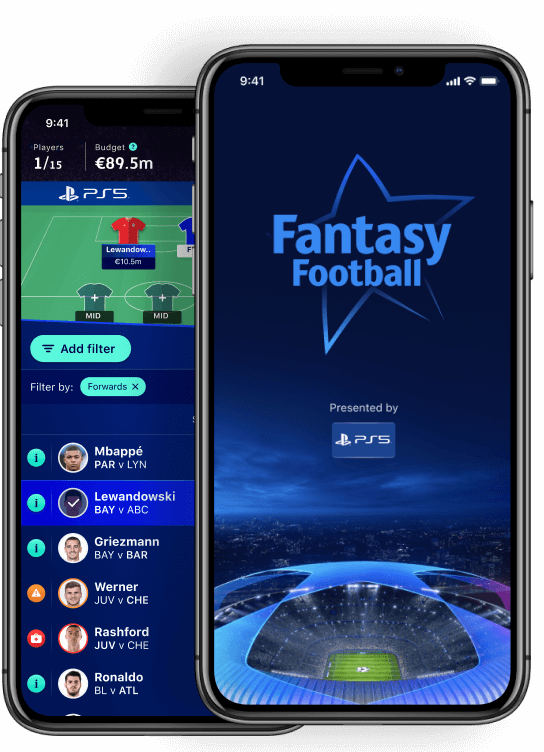 9:41
Players
Budget ?
1/15
€89.5m
PS5
Lewandow..
€10.5m
F
+
+
MID
MID
Add filter
Filter by:
Forwards ×
S
i
Mbappé
PAR v LYN
Lewandowski
BAY v ABC
i
Griezmann
BAY v BAR
Werner
JUV v CHE
Rashford
JUV v CHE
i
Ronaldo
BL v ATL
9:41
Fantasy
Football
Presented by
PS5